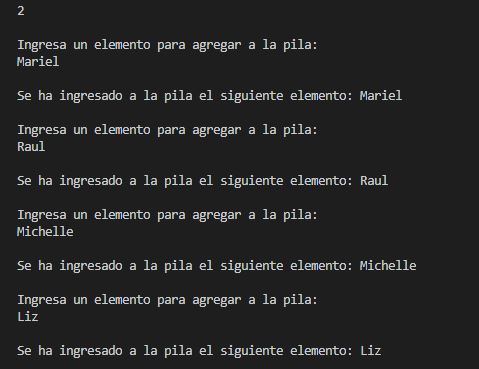 2
Ingresa un elemento para agregar a la pila:
Mariel
Se ha ingresado a la pila el siguiente elemento: Mariel
Ingresa un elemento para agregar a la pila:
Raul
Se ha ingresado a la pila el siguiente elemento: Raul
Ingresa un elemento para agregar a la pila:
Michelle
Se ha ingresado a la pila el siguiente elemento: Michelle
Ingresa un elemento para agregar a la pila:
Liz
Se ha ingresado a la pila el siguiente elemento: Liz